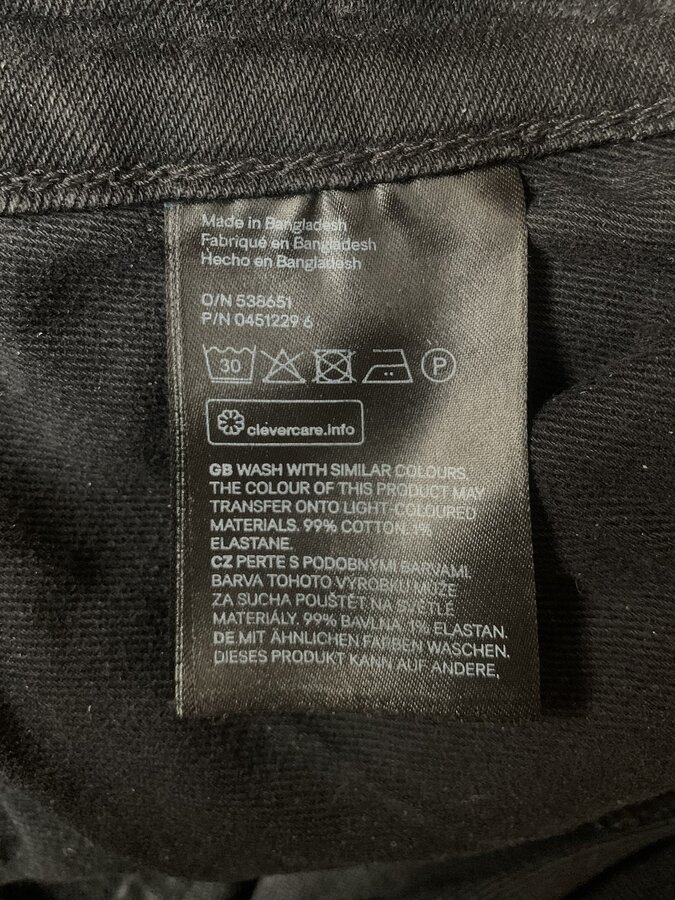 Made in Bangladesh
Fabriqué en Bangladesh
Hecho en Bangladesh
O/N 538651
P/N 0451229 6
30 P
clevercare.info
GB WASH WITH SIMILAR COLOURS.
THE COLOUR OF THIS PRODUCT MAY
TRANSFER ONTO LIGHT-COLOURED
MATERIALS. 99% COTTON. 1%
ELASTANE.
CZ PERTE S PODOBNÝMI BARVAMI.
BARVA TOHOTO VÝROBKU MŮŽE
ZA SUCHA POUŠTĚT NA SVĚTLÉ
MATERIÁLY. 99% BAVLNA. 1% ELASTAN.
DE MIT ÄHNLICHEN FARBEN WASCHEN.
DIESES PRODUKT KANN AUF ANDERE,